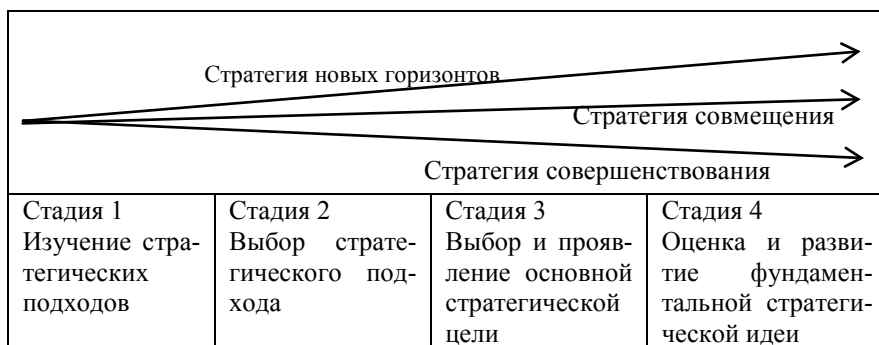 Стратегия новых горизонтов
Стратегия совмещения
Стратегия совершенствования
Стадия 1
Изучение стра-
тегических
подходов
Стадия 2
Выбор страте-
гического под-
хода
Стадия 3
Выбор и прояв-
ление основной
стратегической
цели
Стадия 4
Оценка и разви-
тие фундамен-
тальной стратеги-
ческой идеи